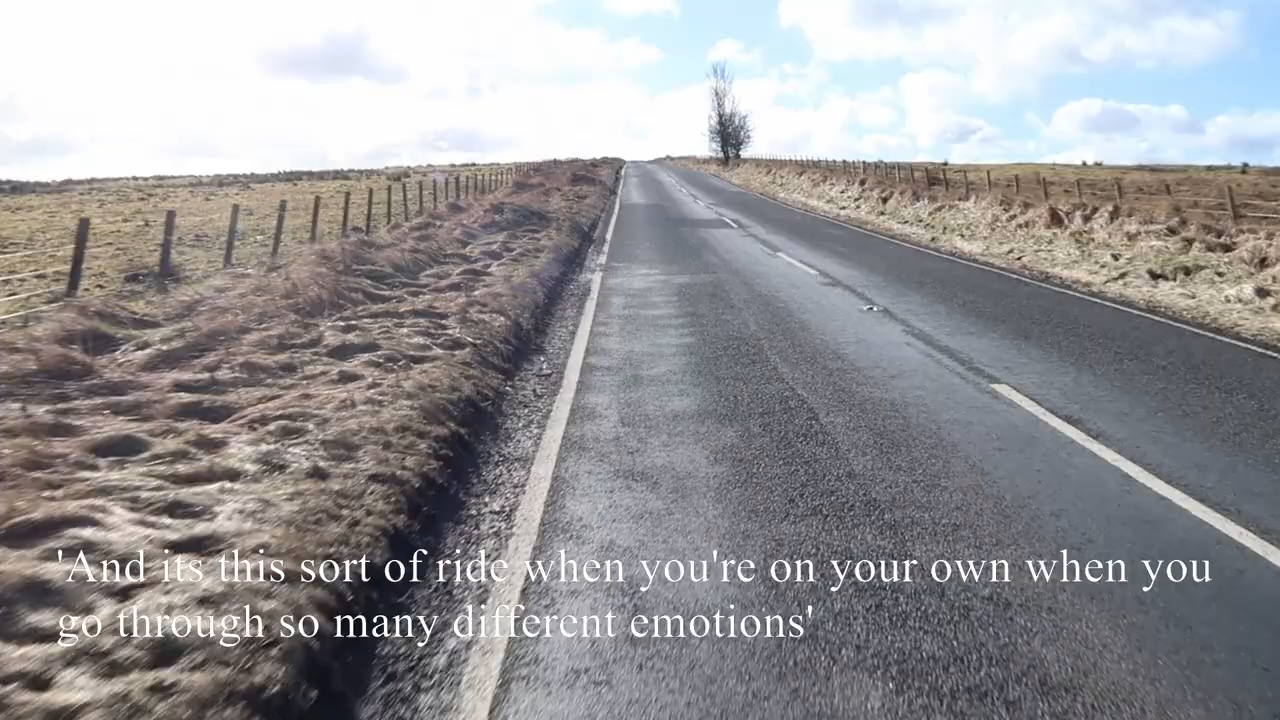 'And its this sort of ride when you're on your own when you
go through so many different emotions'